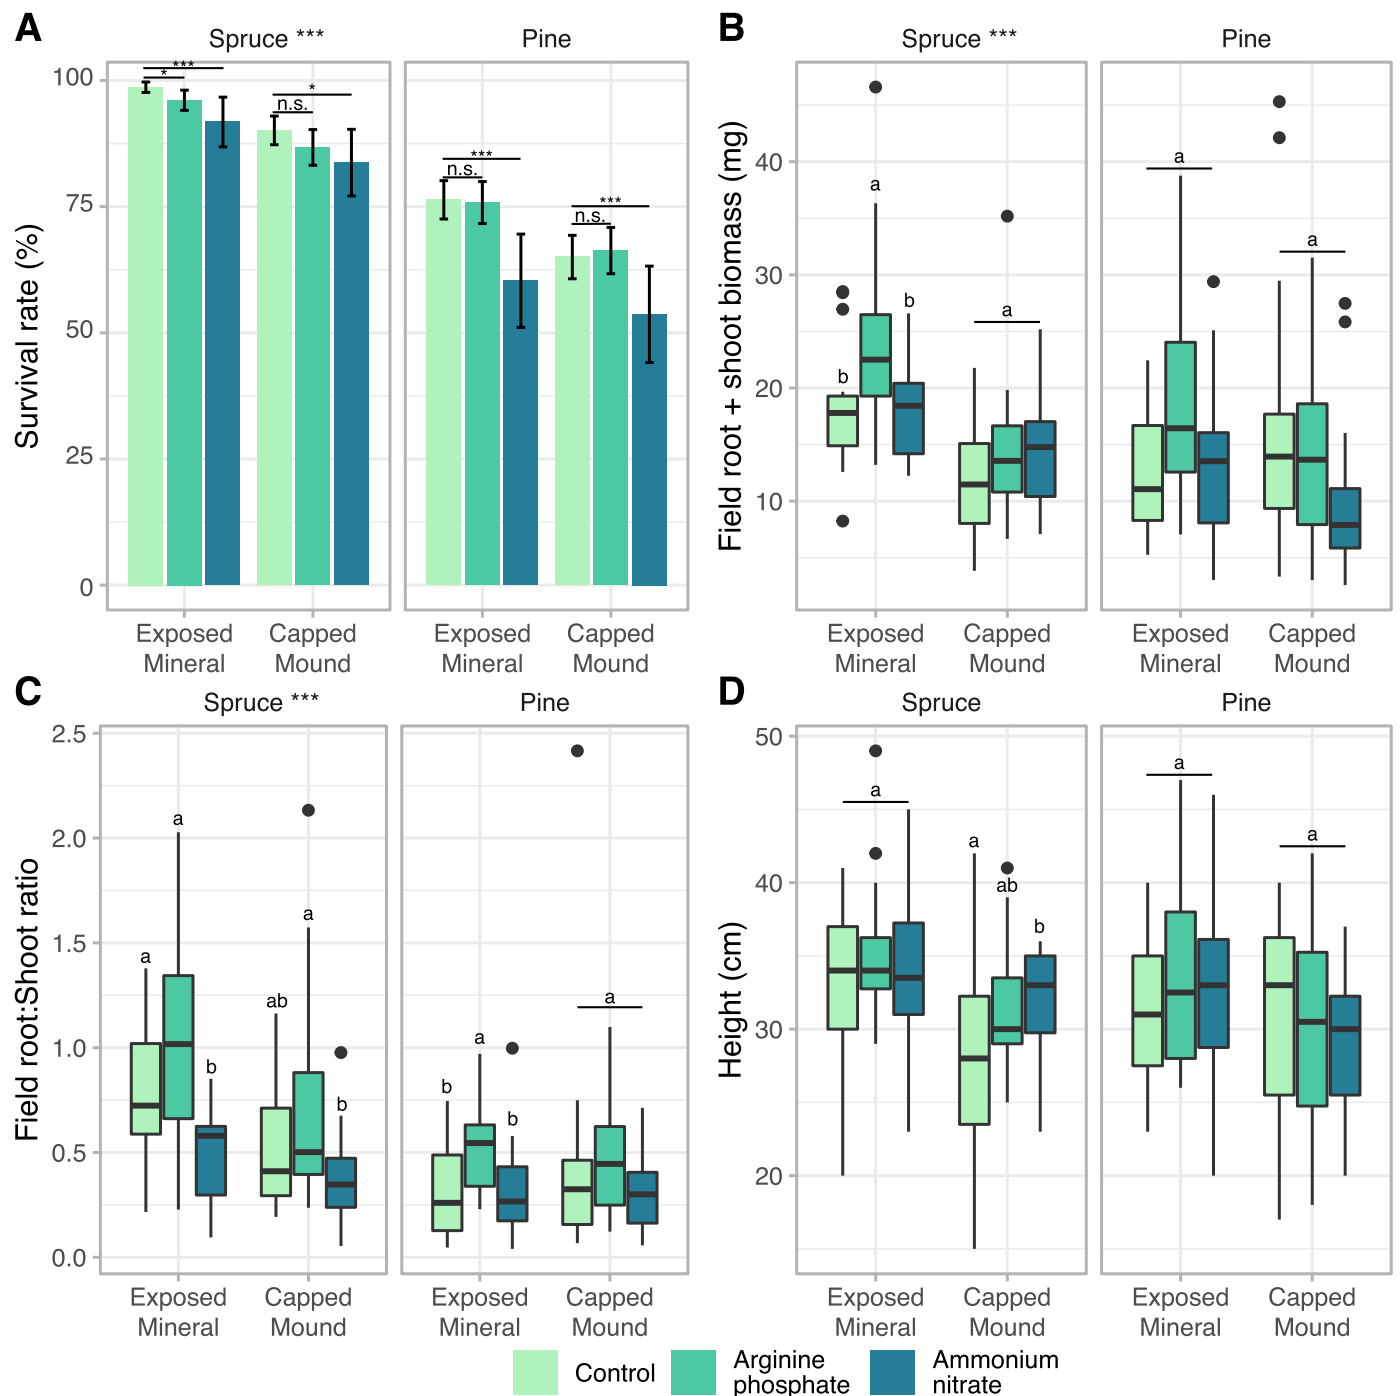 A
Spruce ***
Pine
Survival rate (%)
100
75
50
25
0
***
*
*
n.s.
***
n.s.
***
n.s.
Exposed
Mineral
Capped
Mound
Exposed
Mineral
Capped
Mound
B
Spruce ***
Pine
Field root + shoot biomass (mg)
40
30
20
10
b
a
b
a
a
a
Exposed
Mineral
Capped
Mound
Exposed
Mineral
Capped
Mound
C
Spruce ***
Pine
Field root:Shoot ratio
2.5
2.0
1.5
1.0
0.5
0.0
a
a
b
ab
a
b
b
a
b
a
Exposed
Mineral
Capped
Mound
Exposed
Mineral
Capped
Mound
D
Spruce
Pine
Height (cm)
50
40
30
20
a
a
ab
b
a
a
Exposed
Mineral
Capped
Mound
Exposed
Mineral
Capped
Mound
Control
Arginine
phosphate
Ammonium
nitrate